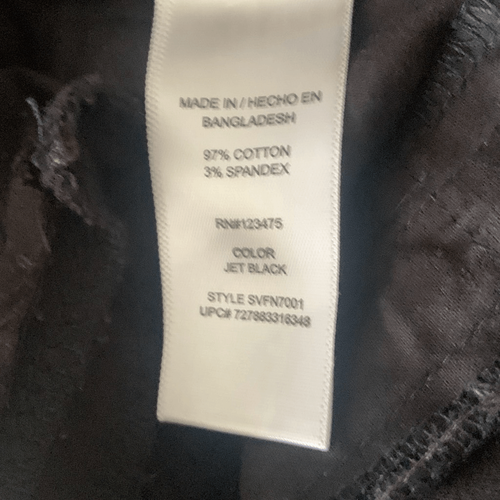 MADE IN / HECHO EN
BANGLADESH
97% COTTON
3% SPANDEX
RN#123475
COLOR
JET BLACK
STYLE SVFN7001
UPC# 727883316348